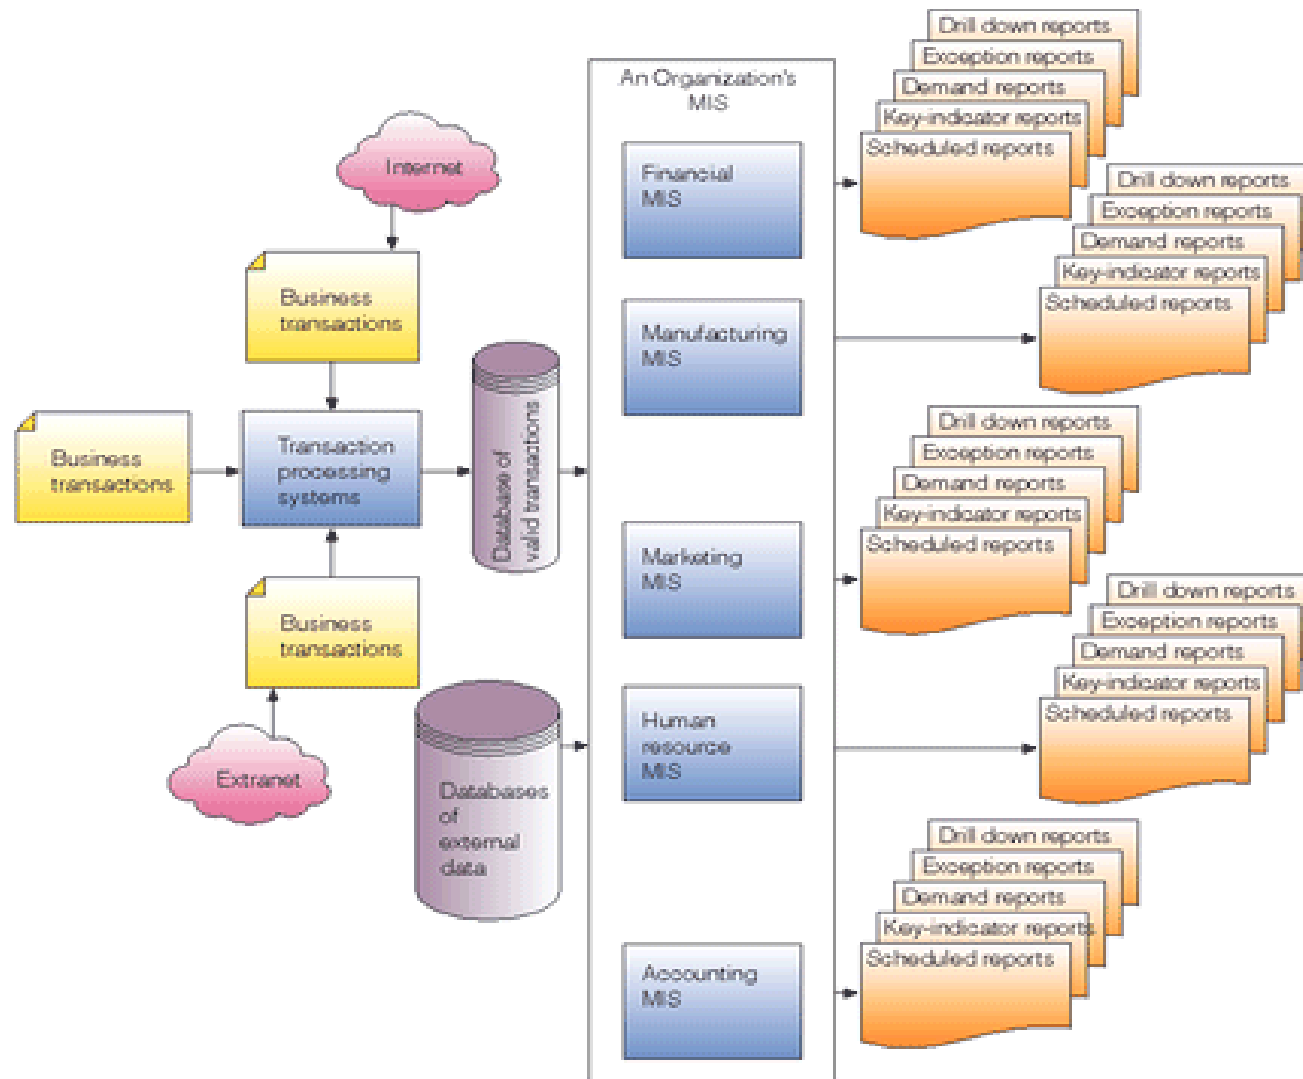 Internet
Business
transactions
Business
transactions
Transaction
processing
systems
Business
transactions
Extranet
Database of
valid transactions
Databases
of
external
data
An Organization's
MIS
Financial
MIS
Manufacturing
MIS
Marketing
MIS
Human
resource
MIS
Accounting
MIS
Drill down reports
Exception reports
Demand reports
Key-indicator reports
Scheduled reports
Drill down reports
Exception reports
Demand reports
Key-indicator reports
Scheduled reports
Drill down reports
Exception reports
Demand reports
Key-indicator reports
Scheduled reports
Drill down reports
Exception reports
Demand reports
Key-indicator reports
Scheduled reports
Drill down reports
Exception reports
Demand reports
Key-indicator reports
Scheduled reports